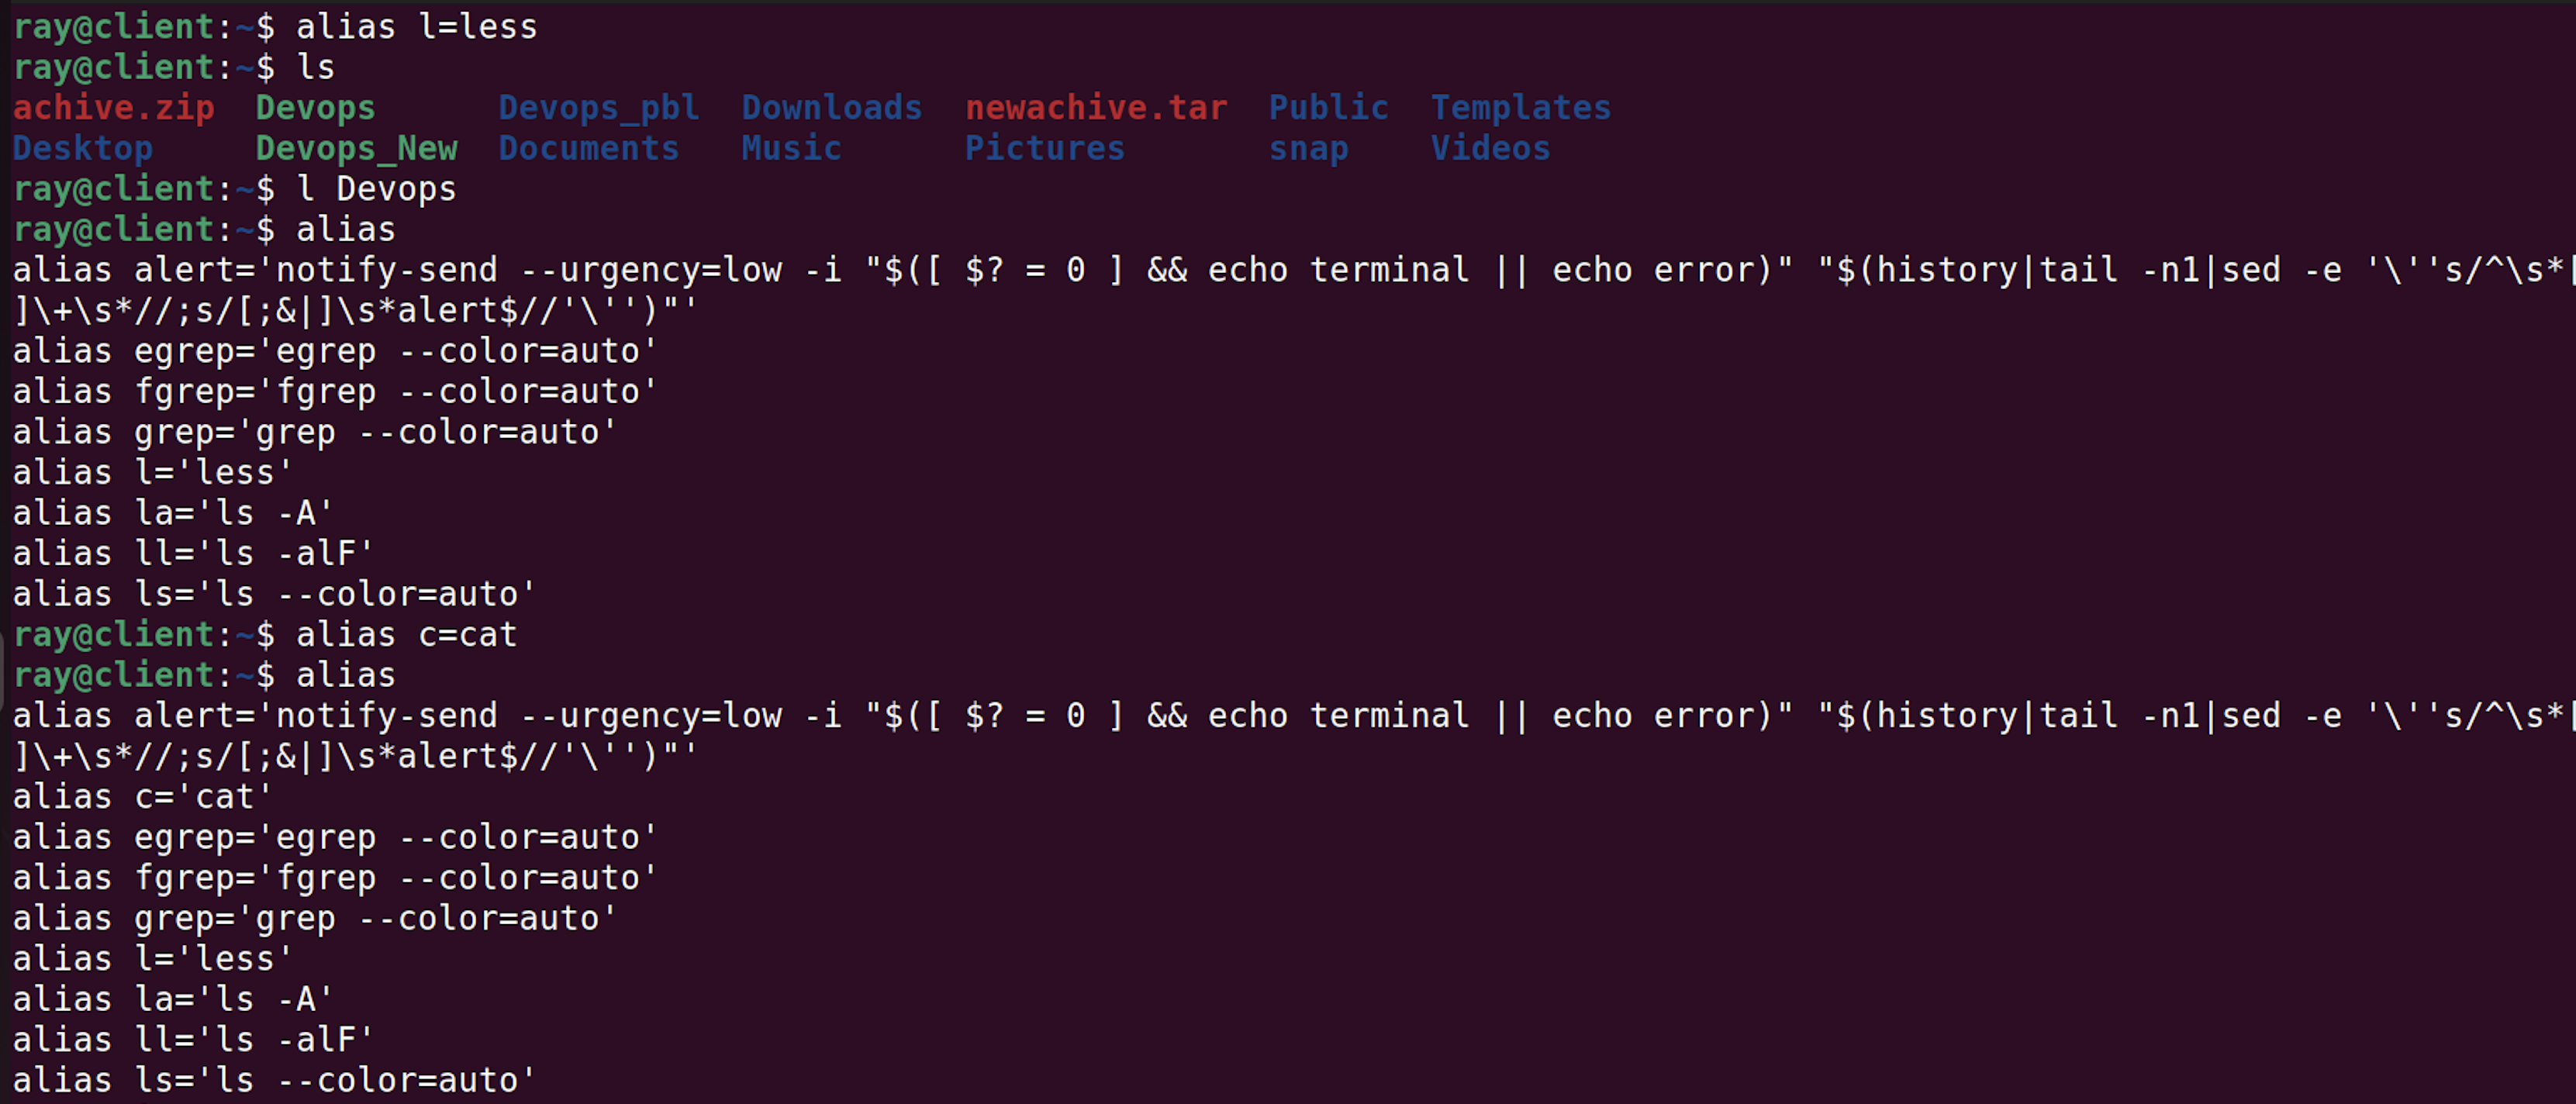 ray@client:~$ alias l=less
ray@client:~$ ls
achive.zip  Devops      Devops_pbl  Downloads  newachive.tar  Public  Templates
Desktop     Devops_New  Documents   Music      Pictures       snap    Videos
ray@client:~$ l Devops
ray@client:~$ alias
alias alert='notify-send --urgency=low -i "$([ $? = 0 ] && echo terminal || echo error)" "$(history|tail -n1|sed -e '\''s/^\s*[
]\+\s*//;s/[;&|]\s*alert$//'\'')"'
alias egrep='egrep --color=auto'
alias fgrep='fgrep --color=auto'
alias grep='grep --color=auto'
alias l='less'
alias la='ls -A'
alias ll='ls -alF'
alias ls='ls --color=auto'
ray@client:~$ alias c=cat
ray@client:~$ alias
alias alert='notify-send --urgency=low -i "$([ $? = 0 ] && echo terminal || echo error)" "$(history|tail -n1|sed -e '\''s/^\s*[
]\+\s*//;s/[;&|]\s*alert$//'\'')"'
alias c='cat'
alias egrep='egrep --color=auto'
alias fgrep='fgrep --color=auto'
alias grep='grep --color=auto'
alias l='less'
alias la='ls -A'
alias ll='ls -alF'
alias ls='ls --color=auto'